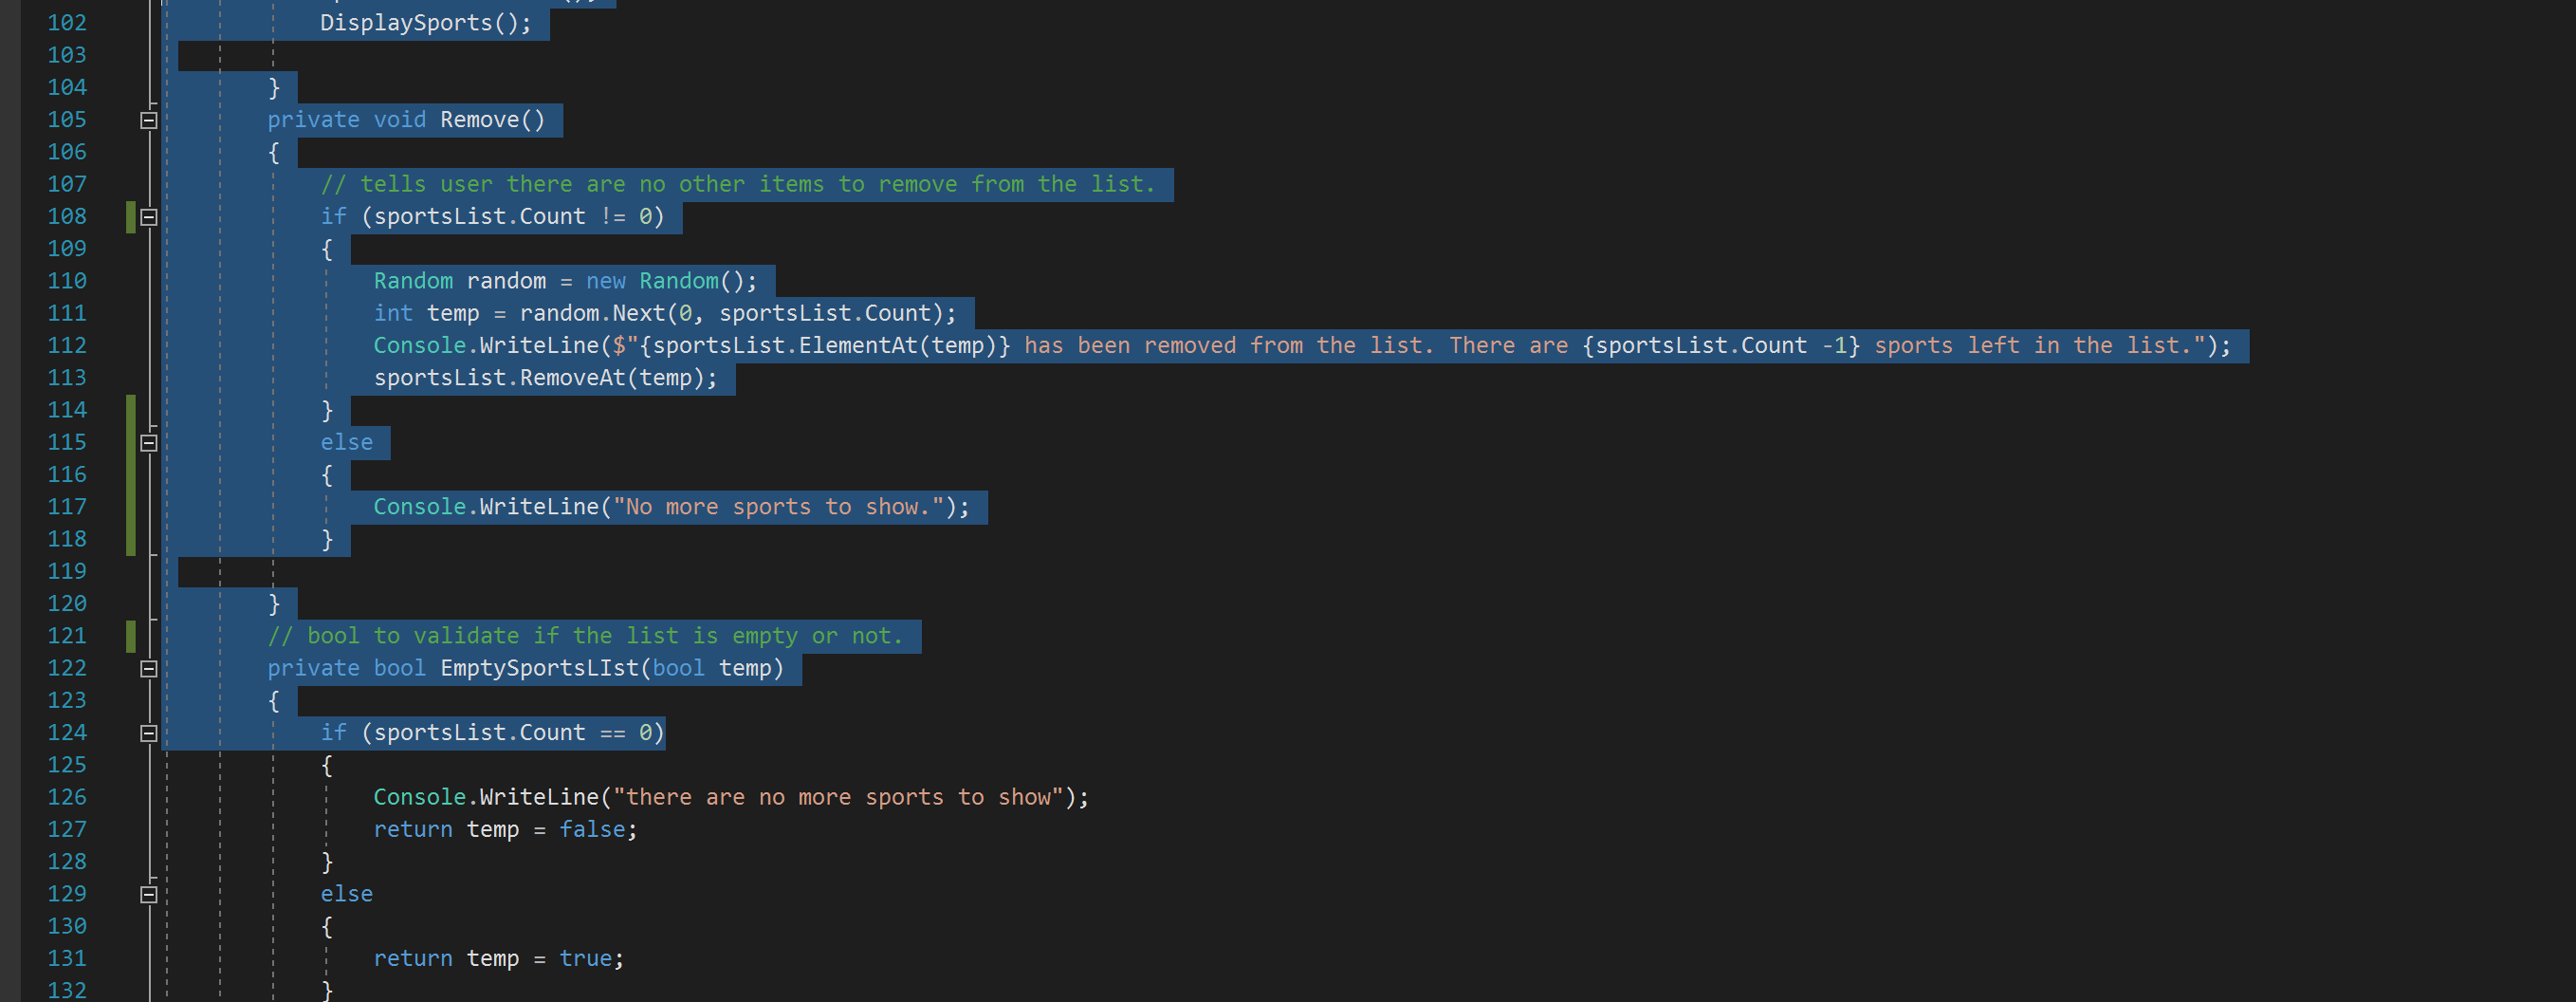 102 DisplaySports();
103
104 }
105 private void Remove()
106 {
107 // tells user there are no other items to remove from the list.
108 if (sportsList.Count != 0)
109 {
110 Random random = new Random();
111 int temp = random.Next(0, sportsList.Count);
112 Console.WriteLine($"{sportsList.ElementAt(temp)} has been removed from the list. There are {sportsList.Count -1} sports left in the list.");
113 sportsList.RemoveAt(temp);
114 }
115 else
116 {
117 Console.WriteLine("No more sports to show.");
118 }
119
120 }
121 // bool to validate if the list is empty or not.
122 private bool EmptySportsLIst(bool temp)
123 {
124 if (sportsList.Count == 0)
125 {
126 Console.WriteLine("there are no more sports to show");
127 return temp = false;
128 }
129 else
130 {
131 return temp = true;
132 }